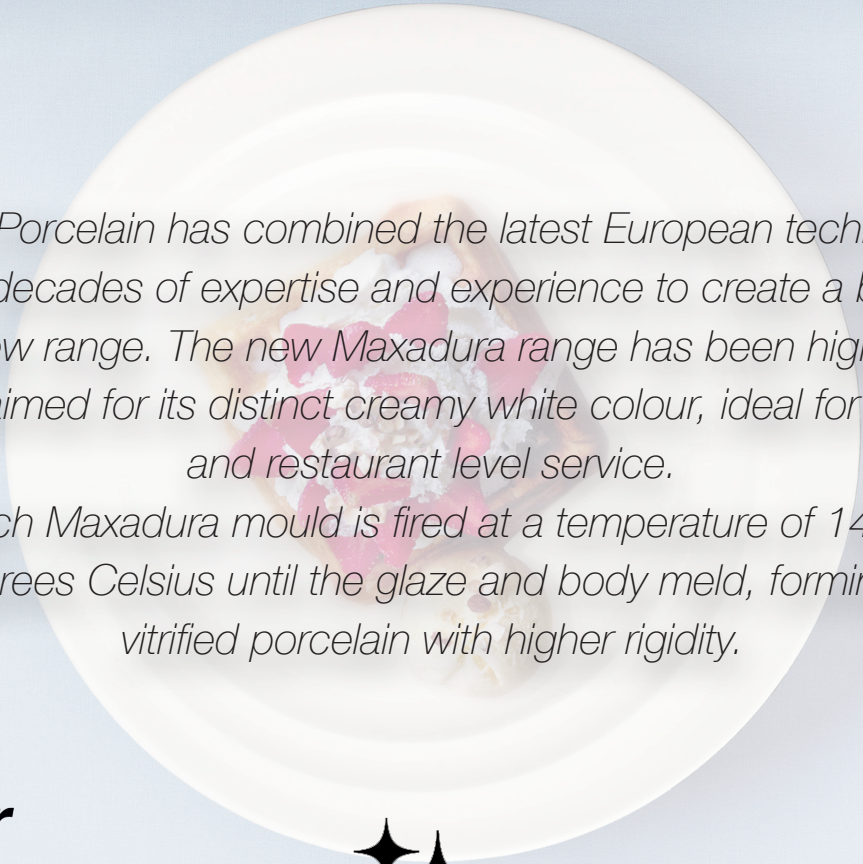 Porcelain has combined the latest European tech
decades of expertise and experience to create a b
w range. The new Maxadura range has been hig
aimed for its distinct creamy white colour, ideal for
and restaurant level service.
ch Maxadura mould is fired at a temperature of 14
rees Celsius until the glaze and body meld, formin
vitrified porcelain with higher rigidity.
r